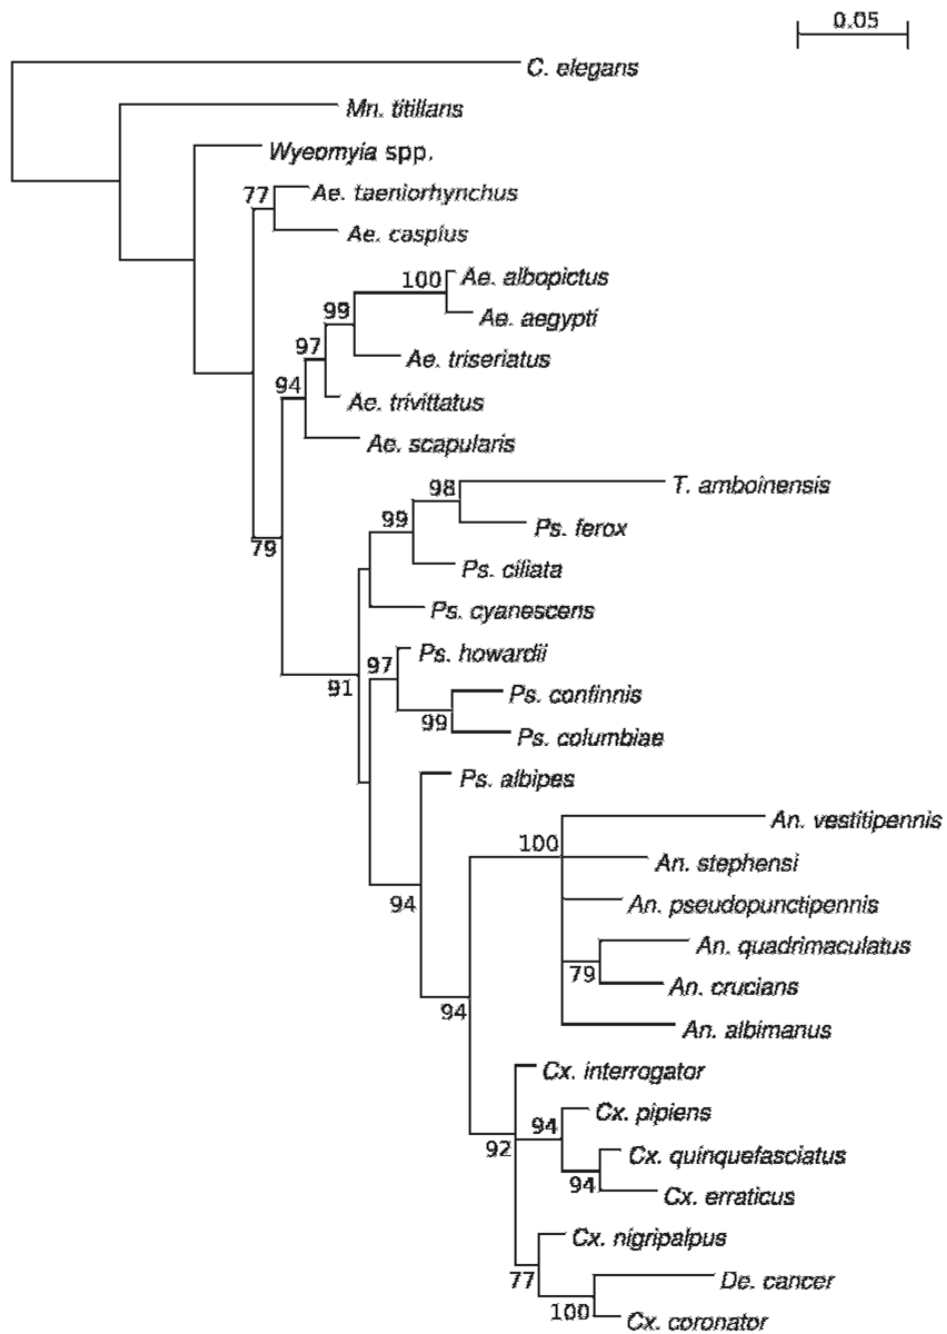 0.05
C. elegans
Mn. titillans
Wyeomyia spp.
77
Ae. taeniorhynchus
Ae. caspius
100
Ae. albopictus
99
Ae. aegypti
97
Ae. triseriatus
94
Ae. trivittatus
Ae. scapularis
98
T. amboinensis
99
Ps. ferox
79
Ps. ciliata
Ps. cyanescens
97
Ps. howardii
91
Ps. confinnis
99
Ps. columbiae
Ps. albipes
An. vestitipennis
100
An. stephensi
94
An. pseudopunctipennis
An. quadrimaculatus
79
An. crucians
94
An. albimanus
Cx. interrogator
94
Cx. pipiens
92
Cx. quinquefasciatus
94
Cx. erraticus
Cx. nigripalpus
77
De. cancer
100
Cx. coronator